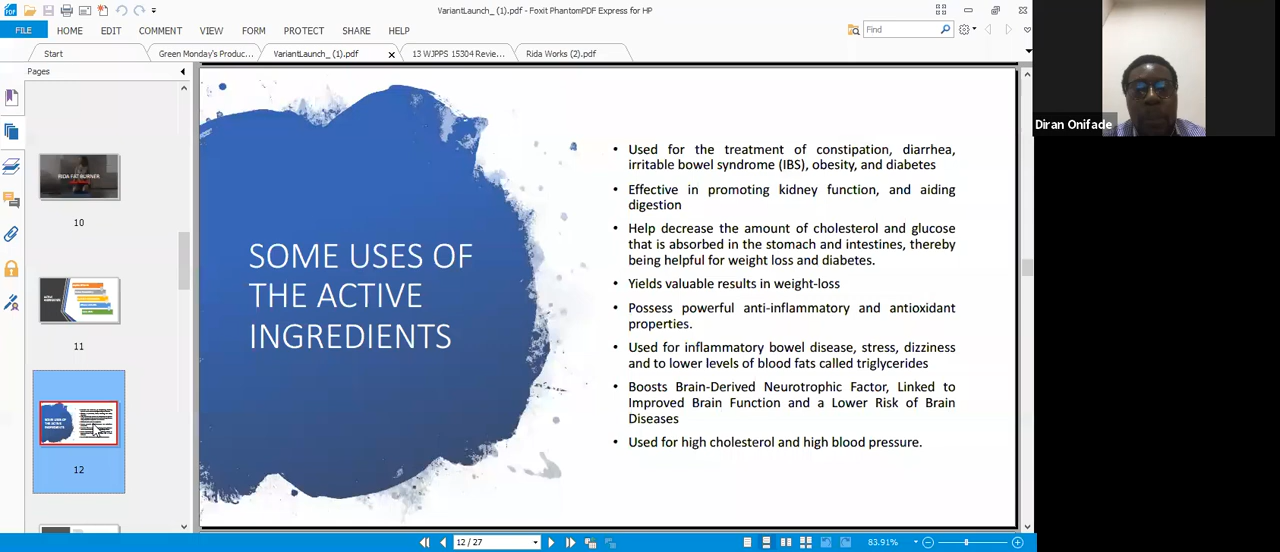 VariantLaunch_ (1).pdf - Foxit PhantomPDF Express for HP
FILE HOME EDIT COMMENT VIEW FORM PROTECT SHARE HELP
Find
Start Green Monday's Produc... VariantLaunch_ (1).pdf 13 WJPPS 15304 Revie... Rida Works (2).pdf
Pages
RIDA FAT BURNER
10
11
12
SOME USES OF
THE ACTIVE
INGREDIENTS
• Used for the treatment of constipation, diarrhea,
irritable bowel syndrome (IBS), obesity, and diabetes
• Effective in promoting kidney function, and aiding
digestion
• Help decrease the amount of cholesterol and glucose
that is absorbed in the stomach and intestines, thereby
being helpful for weight loss and diabetes.
• Yields valuable results in weight-loss
• Possess powerful anti-inflammatory and antioxidant
properties.
• Used for inflammatory bowel disease, stress, dizziness
and to lower levels of blood fats called triglycerides
• Boosts Brain-Derived Neurotrophic Factor, Linked to
Improved Brain Function and a Lower Risk of Brain
Diseases
• Used for high cholesterol and high blood pressure.
Diran Onifade
12 / 27
83.91%